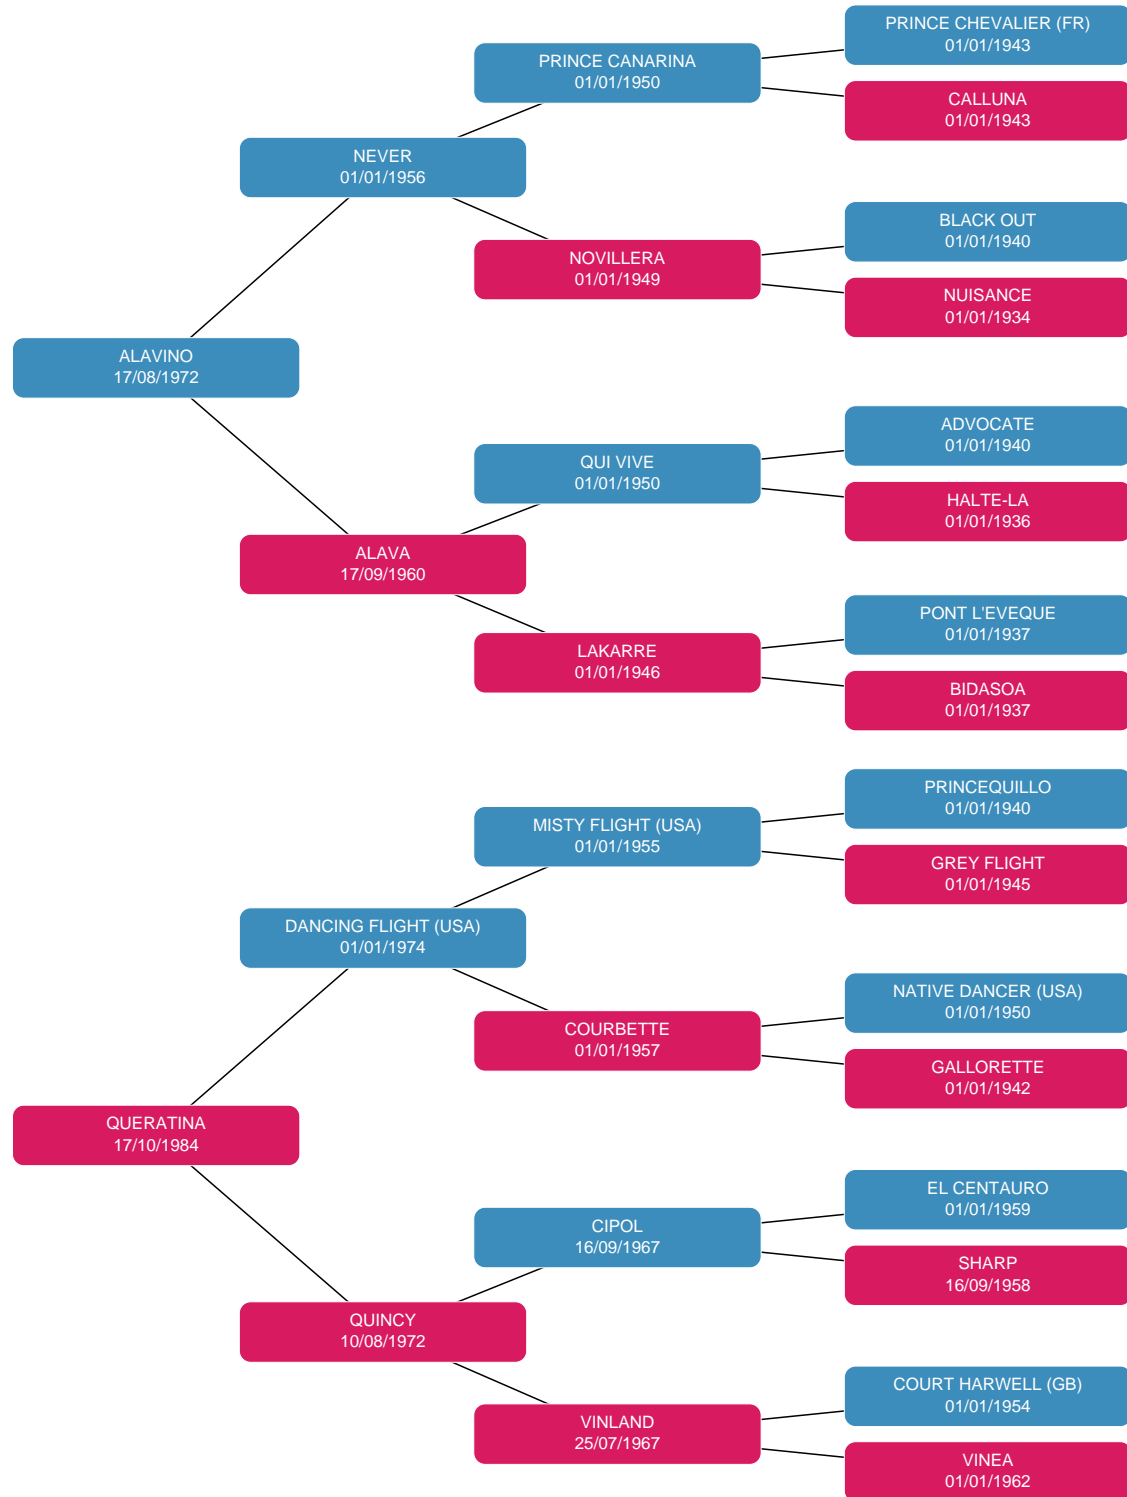 PRINCE CHEVALIER (FR)
01/01/1943
PRINCE CANARINA
01/01/1950
CALLUNA
01/01/1943
NEVER
01/01/1956
BLACK OUT
01/01/1940
NOVILLERA
01/01/1949
NUISANCE
01/01/1934
ALAVINO
17/08/1972
ADVOCATE
01/01/1940
QUI VIVE
01/01/1950
HALTE-LA
01/01/1936
ALAVA
17/09/1960
PONT L'EVEQUE
01/01/1937
LAKARRE
01/01/1946
BIDASOA
01/01/1937
PRINCEQUILLO
01/01/1940
MISTY FLIGHT (USA)
01/01/1955
GREY FLIGHT
01/01/1945
DANCING FLIGHT (USA)
01/01/1974
NATIVE DANCER (USA)
01/01/1950
COURBETTE
01/01/1957
GALLORETTE
01/01/1942
QUERATINA
17/10/1984
EL CENTAURO
01/01/1959
CIPOL
16/09/1967
SHARP
16/09/1958
QUINCY
10/08/1972
COURT HARWELL (GB)
01/01/1954
VINLAND
25/07/1967
VINEA
01/01/1962